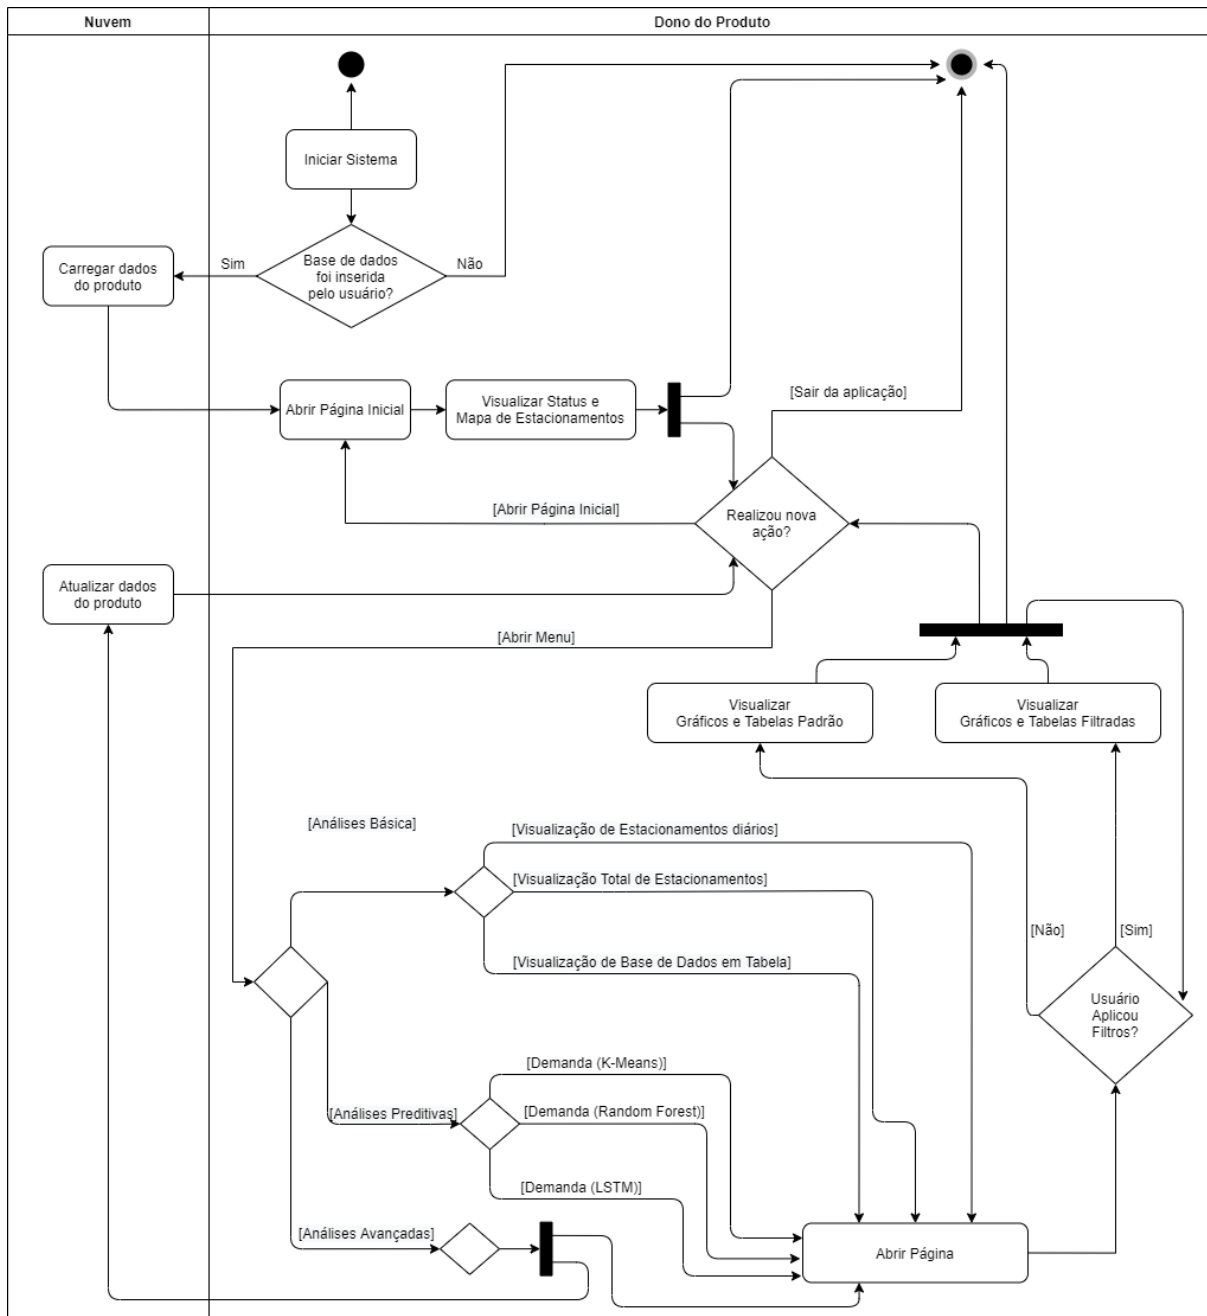 Nuvem
Dono do Produto
Iniciar Sistema
Base de dados
foi inserida
pelo usuário?
Sim
Não
Carregar dados
do produto
Abrir Página Inicial
Visualizar Status e
Mapa de Estacionamentos
[Sair da aplicação]
[Abrir Página Inicial]
Realizou nova
ação?
Atualizar dados
do produto
[Abrir Menu]
Visualizar
Gráficos e Tabelas Padrão
Visualizar
Gráficos e Tabelas Filtradas
[Análises Básica]
[Visualização de Estacionamentos diários]
[Visualização Total de Estacionamentos]
[Visualização de Base de Dados em Tabela]
[Não]
[Sim]
Usuário
Aplicou
Filtros?
[Demanda (K-Means)]
[Análises Preditivas]
[Demanda (Random Forest)]
[Demanda (LSTM)]
[Análises Avançadas]
Abrir Página